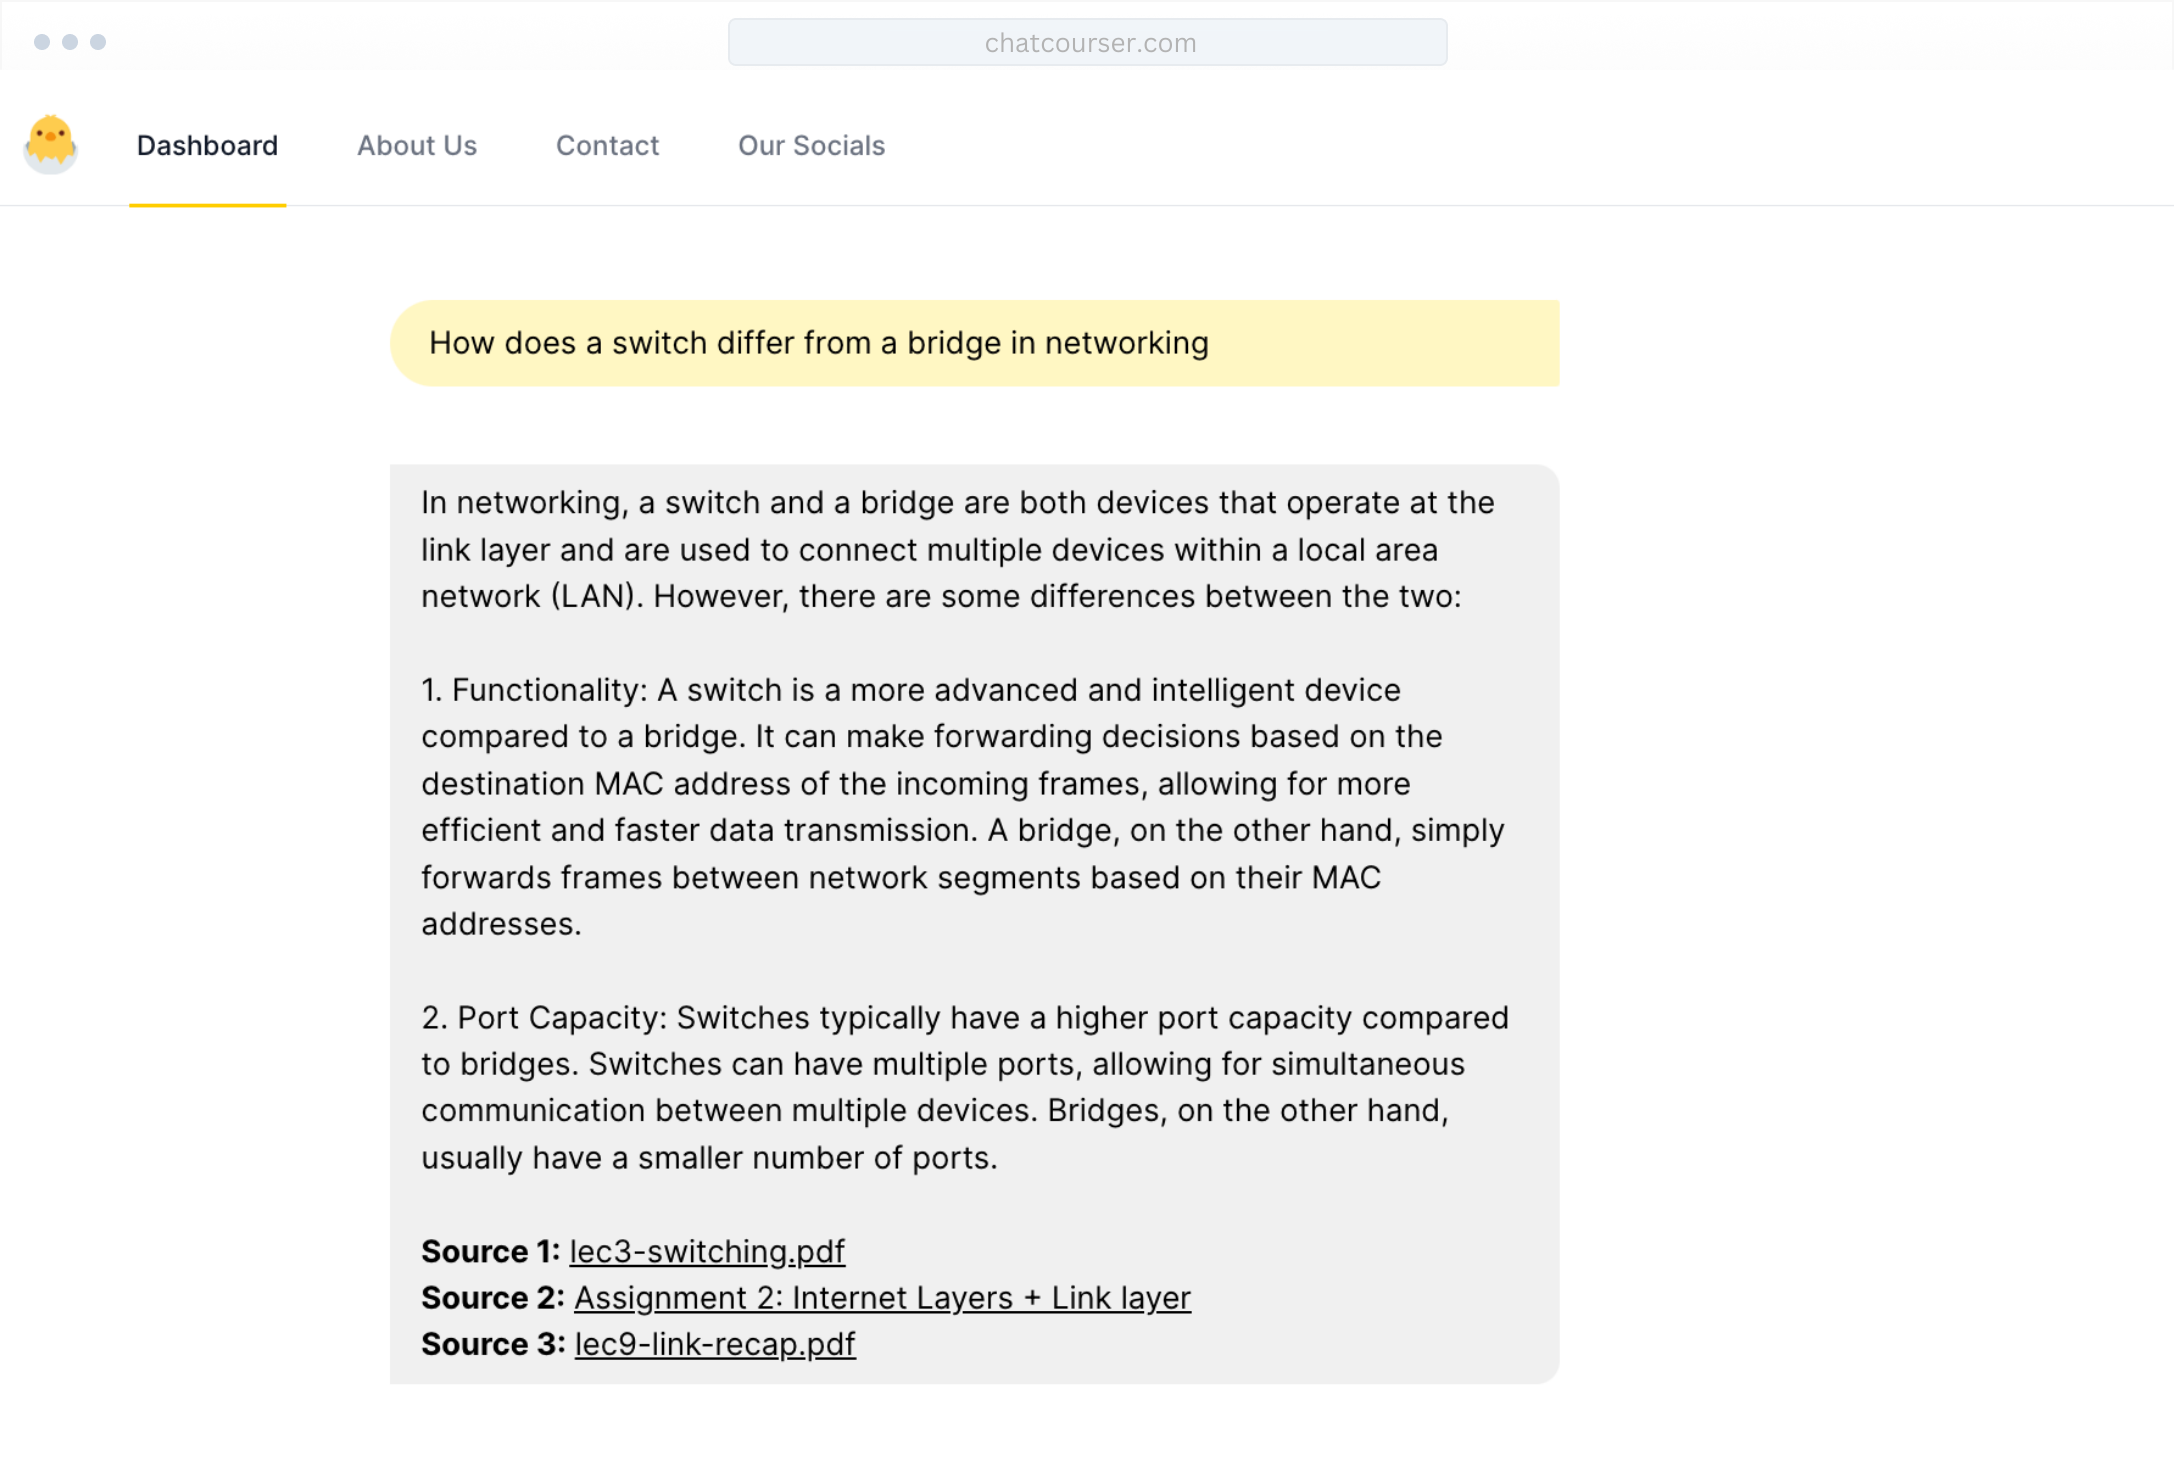 chatcourser.com
Dashboard
About Us
Contact
Our Socials
How does a switch differ from a bridge in networking
In networking, a switch and a bridge are both devices that operate at the
link layer and are used to connect multiple devices within a local area
network (LAN). However, there are some differences between the two:
1. Functionality: A switch is a more advanced and intelligent device
compared to a bridge. It can make forwarding decisions based on the
destination MAC address of the incoming frames, allowing for more
efficient and faster data transmission. A bridge, on the other hand, simply
forwards frames between network segments based on their MAC
addresses.
2. Port Capacity: Switches typically have a higher port capacity compared
to bridges. Switches can have multiple ports, allowing for simultaneous
communication between multiple devices. Bridges, on the other hand,
usually have a smaller number of ports.
Source 1: lec3-switching.pdf
Source 2: Assignment 2: Internet Layers + Link layer
Source 3: lec9-link-recap.pdf